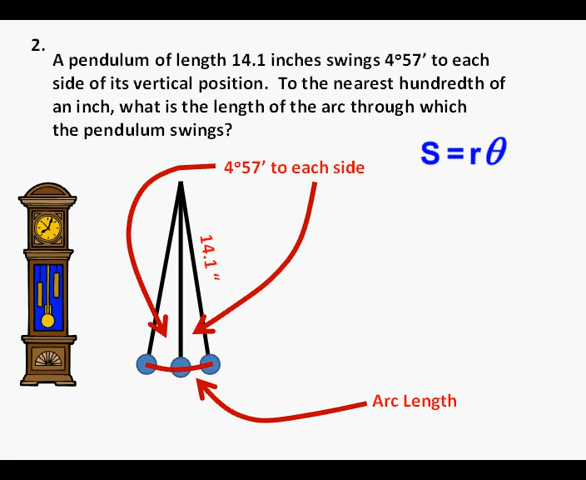 2.
A pendulum of length 14.1 inches swings 4°57’ to each
side of its vertical position.  To the nearest hundredth of
an inch, what is the length of the arc through which
the pendulum swings?
S=rθ
4°57’ to each side
14.1 “
Arc Length